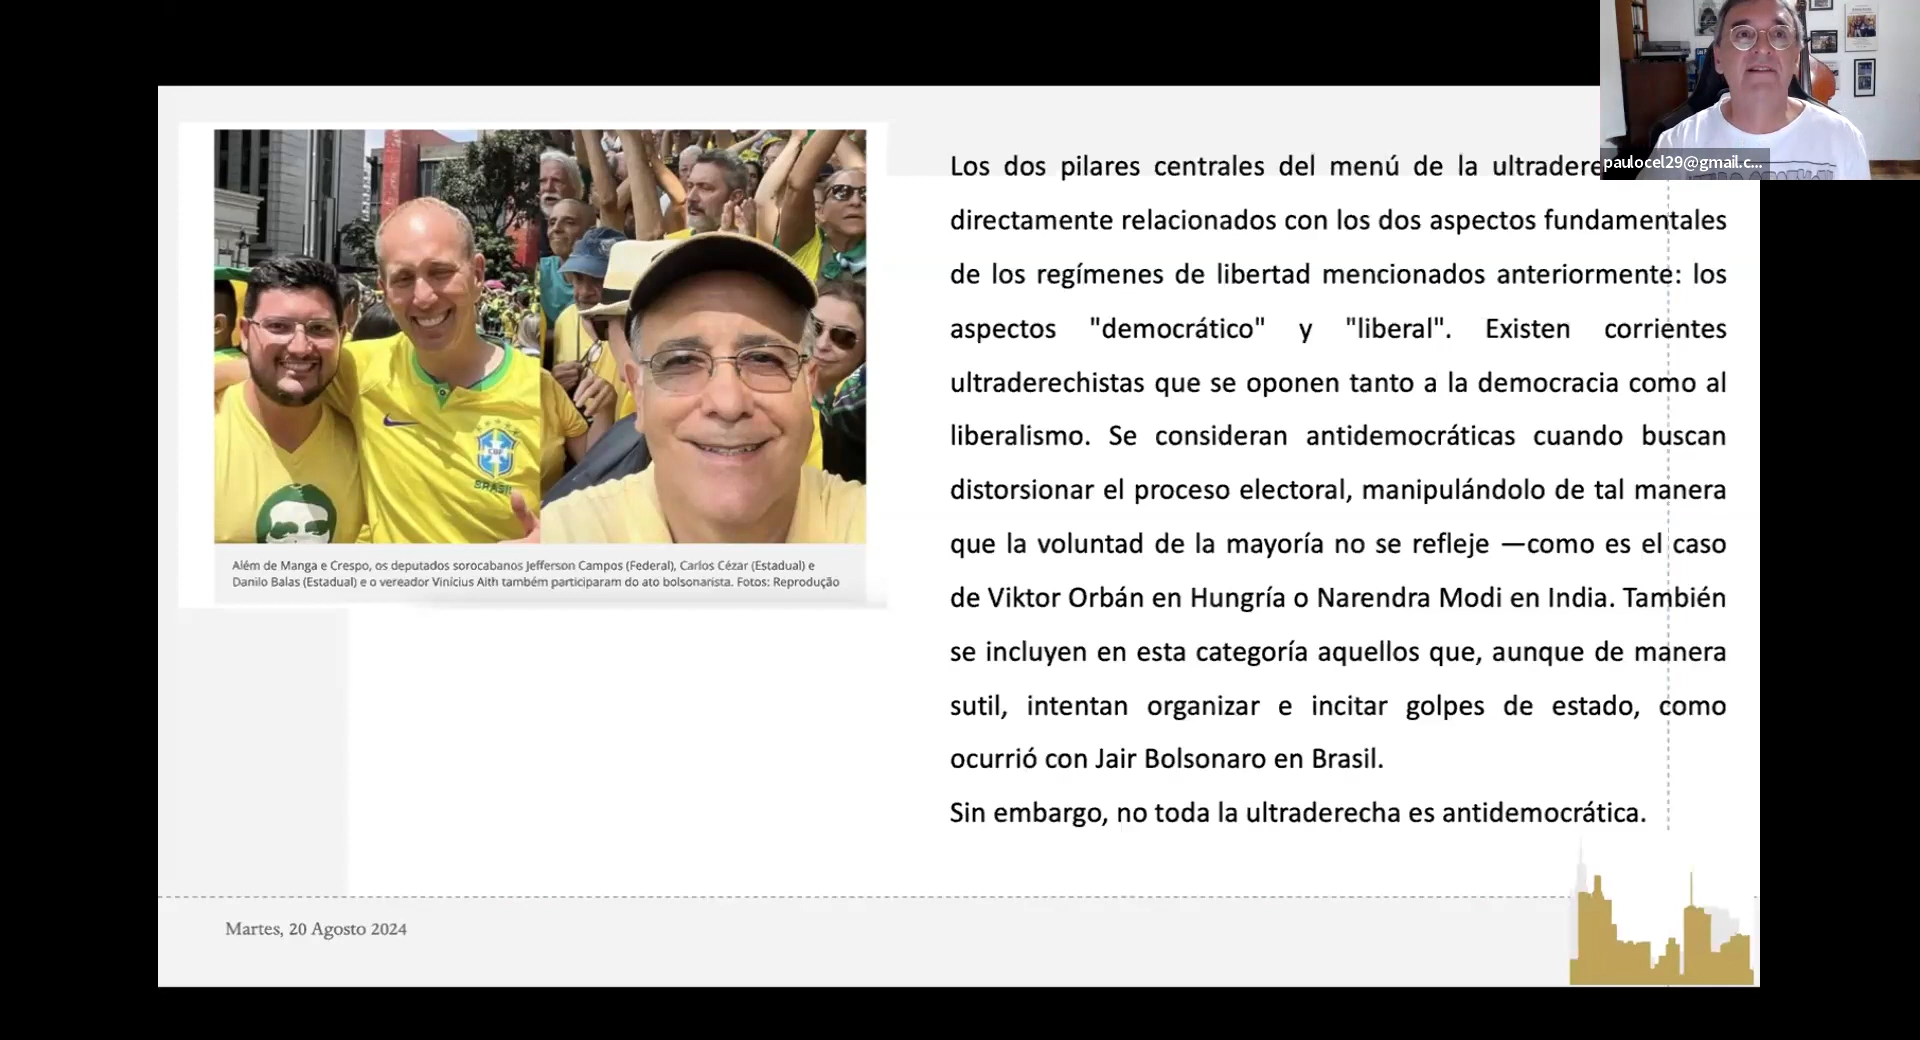 paulocel29@gmail.c...
Los dos pilares centrales del menú de la
directamente relacionados con los dos aspectos fundamentales
de los regímenes de libertad mencionados anteriormente: los
aspectos "democrático" y "liberal". Existen corrientes
ultraderechistas que se oponen tanto a la democracia como al
liberalismo. Se consideran antidemocráticas cuando buscan
distorsionar el proceso electoral, manipulándolo de tal manera
que la voluntad de la mayoría no se refleje —como es el caso
de Viktor Orbán en Hungría o Narendra Modi en India. También
se incluyen en esta categoría aquellos que, aunque de manera
sutil, intentan organizar e incitar golpes de estado, como
ocurrió con Jair Bolsonaro en Brasil.
Sin embargo, no toda la ultraderecha es antidemocrática.
CBF
BRASIL
Além de Manga e Crespo, os deputados sorocabanos Jefferson Campos (Federal), Carlos Cézar (Estadual) e
Danilo Balas (Estadual) e o vereador Vinícius Aith também participaram do ato bolsonarista. Fotos: Reprodução
Martes, 20 Agosto 2024